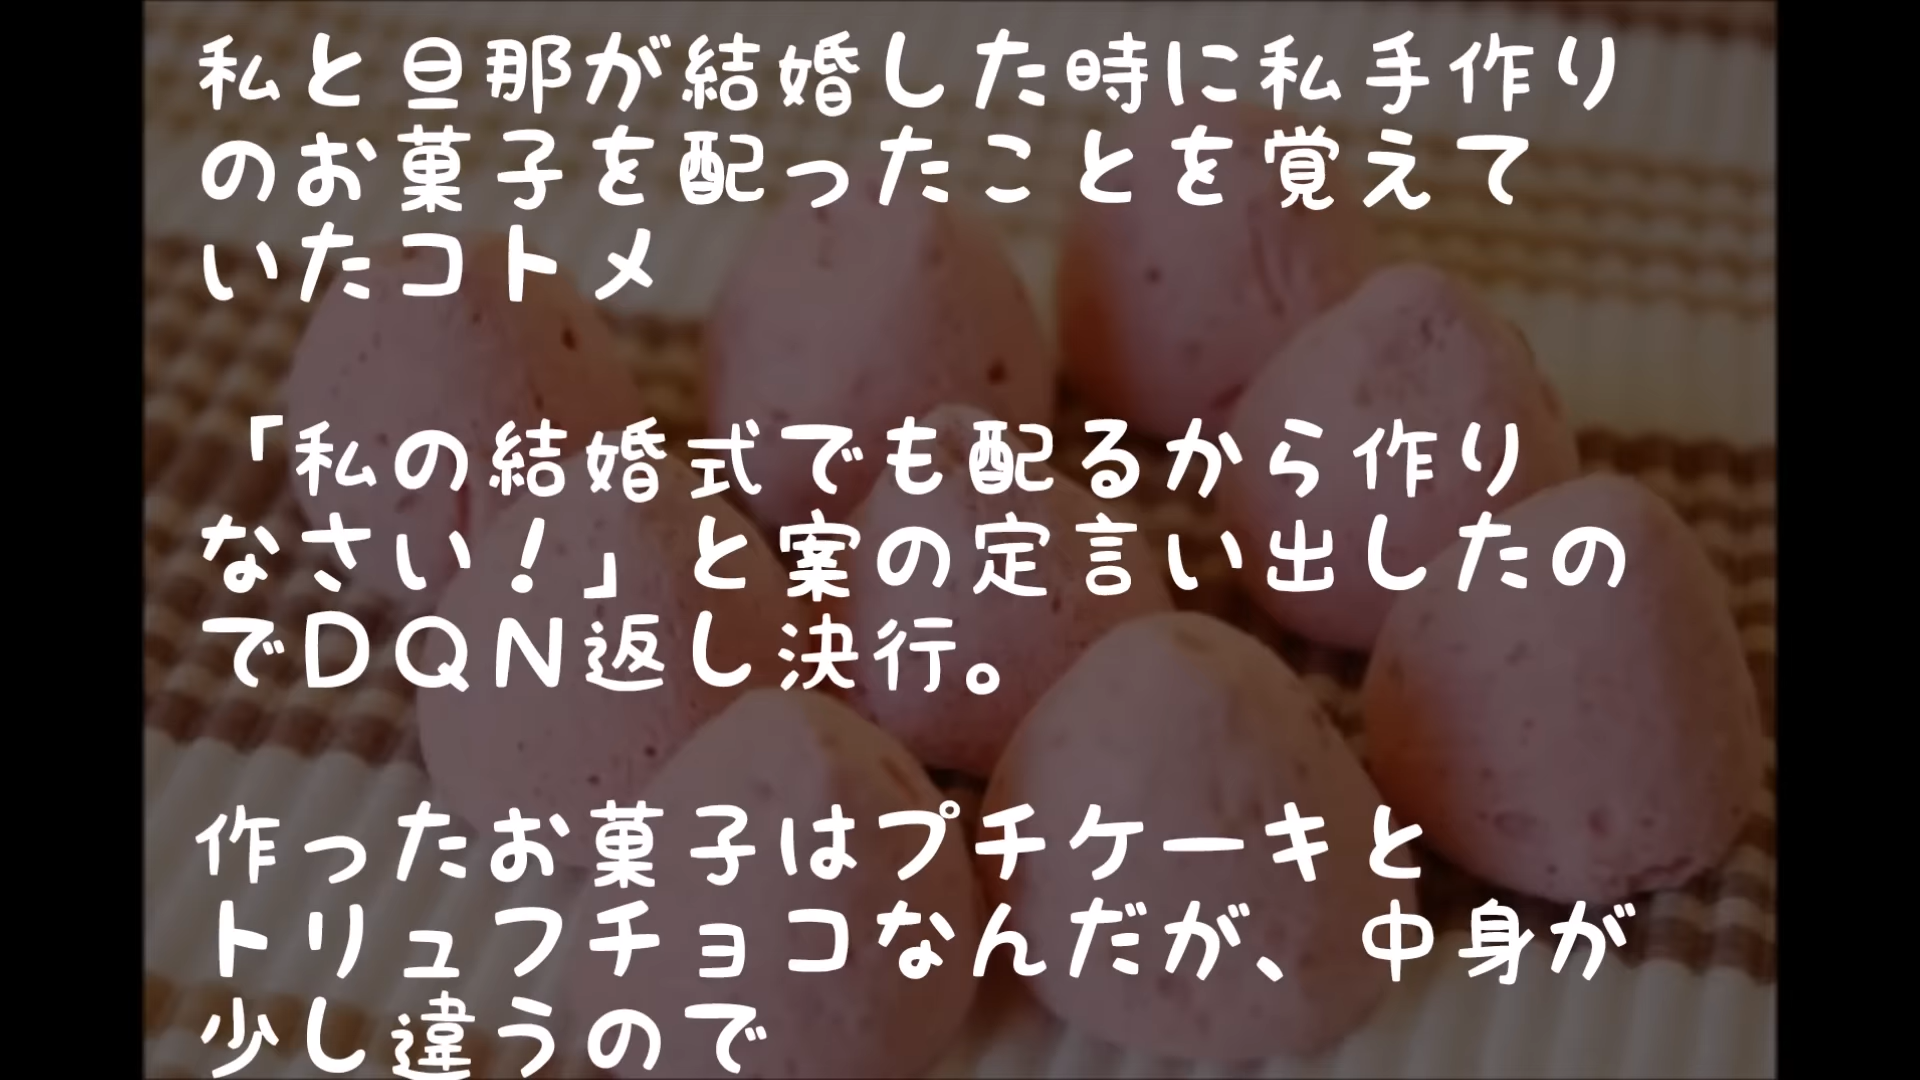 私と旦那が結婚した時に私手作り
のお菓子を配ったことを覚えて
いたコトメ
「私の結婚式でも配るから作り
なさい！」と案の定言い出したの
でＤＱＮ返し決行。
作ったお菓子はプチケーキと
トリュフチョコなんだが、中身が
少し違うので